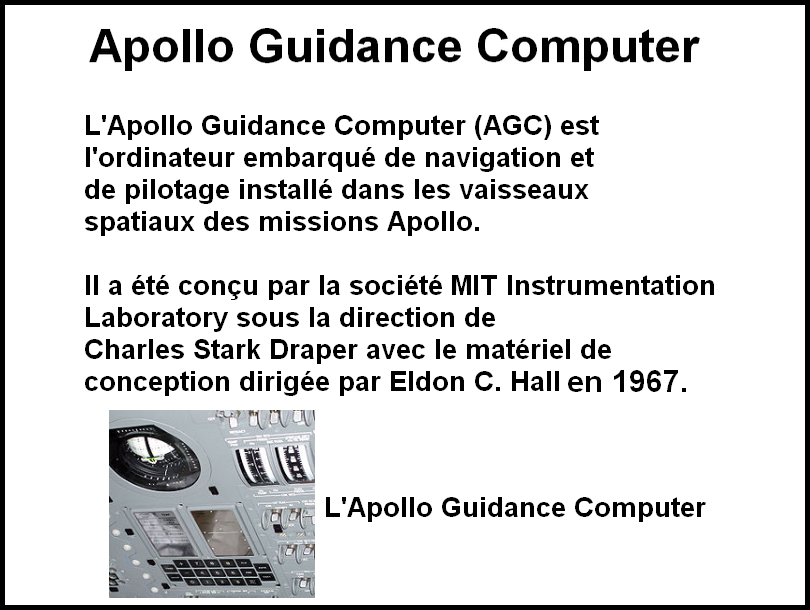 Apollo Guidance Computer
L'Apollo Guidance Computer (AGC) est
l'ordinateur embarqué de navigation et
de pilotage installé dans les vaisseaux
spatiaux des missions Apollo.
Il a été conçu par la société MIT Instrumentation
Laboratory sous la direction de
Charles Stark Draper avec le matériel de
conception dirigée par Eldon C. Hall en 1967.
L'Apollo Guidance Computer